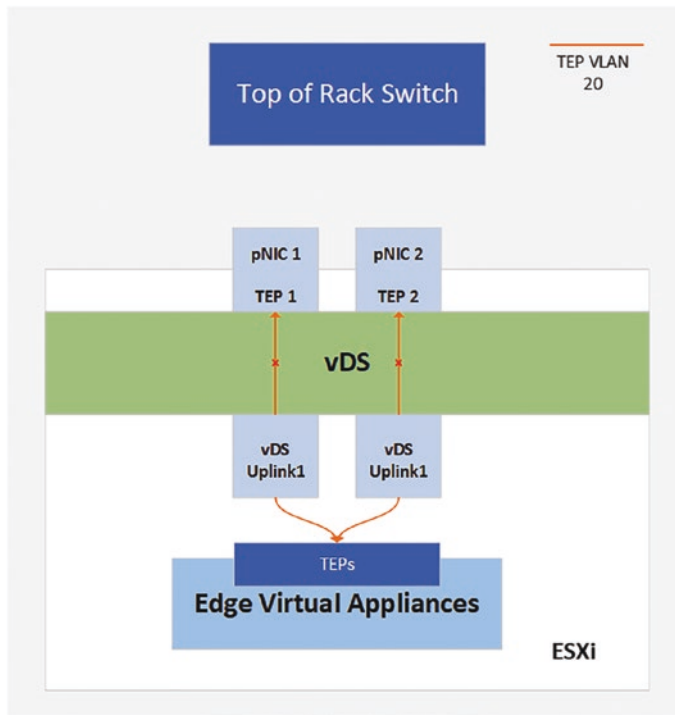 Top of Rack Switch
TEP VLAN
20
pNIC 1
TEP 1
pNIC 2
TEP 2
vDS
vDS
Uplink1
vDS
Uplink1
TEPs
Edge Virtual Appliances
ESXi